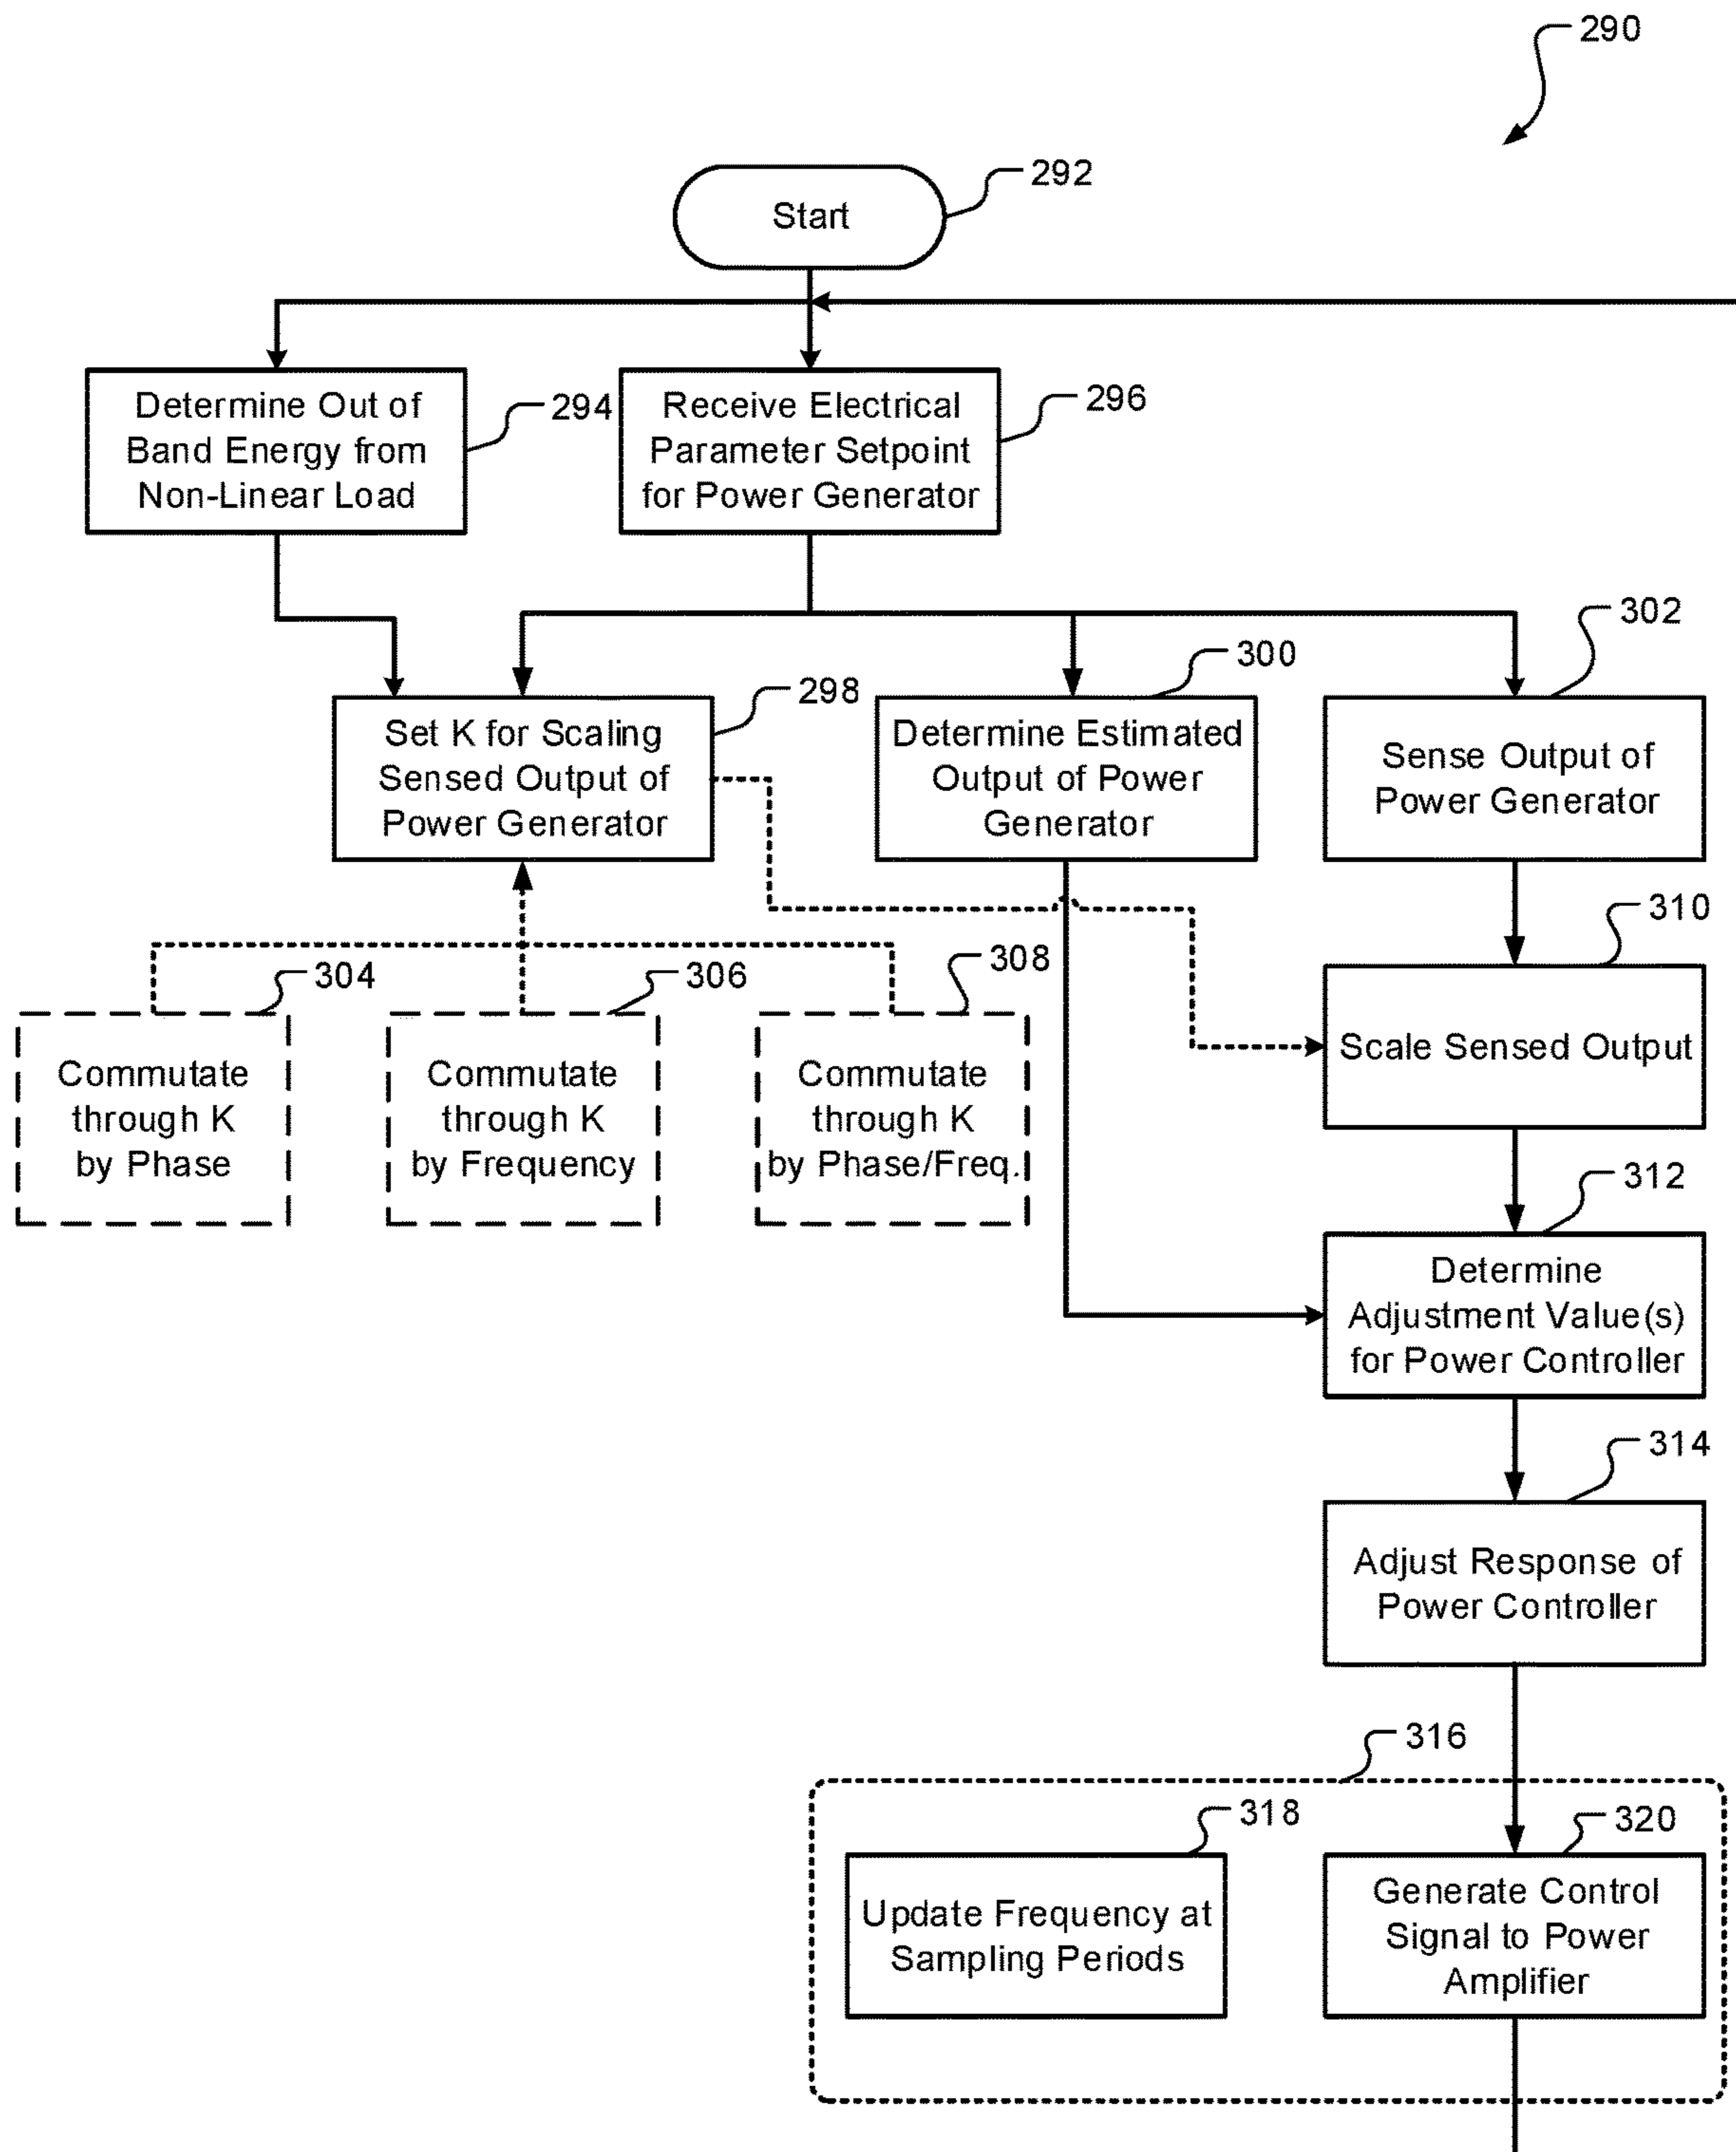 290
292
Start
294
Determine Out of
Band Energy from
Non-Linear Load
296
Receive Electrical
Parameter Setpoint
for Power Generator
298
Set K for Scaling
Sensed Output of
Power Generator
300
Determine Estimated
Output of Power
Generator
302
Sense Output of
Power Generator
304
Commutate
through K
by Phase
306
Commutate
through K
by Frequency
308
Commutate
through K
by Phase/Freq.
310
Scale Sensed Output
312
Determine
Adjustment Value(s)
for Power Controller
314
Adjust Response of
Power Controller
316
318
Update Frequency at
Sampling Periods
320
Generate Control
Signal to Power
Amplifier